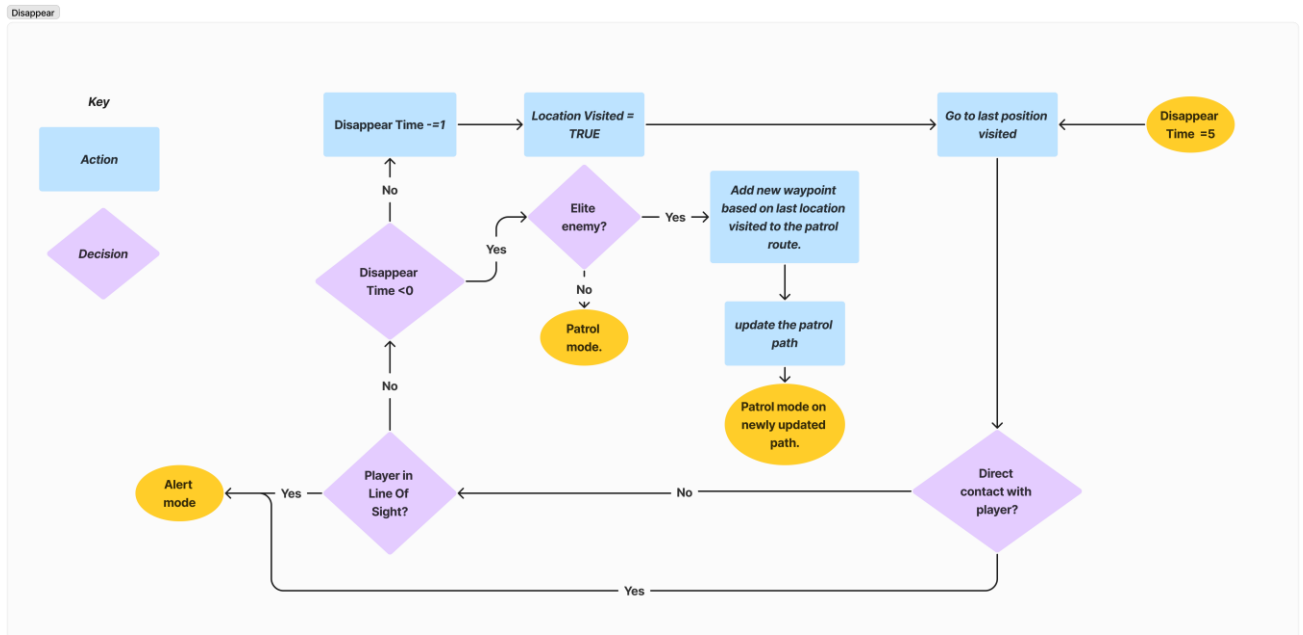 Disappear
Key
Action
Decision
Disappear Time -=1
Location Visited =
TRUE
Go to last position
visited
Disappear
Time =5
No
Elite
enemy?
Yes
Add new waypoint
based on last location
visited to the patrol
route.
Yes
Disappear
Time <0
No
Patrol
mode.
update the patrol
path
No
Patrol mode on
newly updated
path.
Alert
mode
Yes
Player in
Line Of
Sight?
No
Direct
contact with
player?
Yes